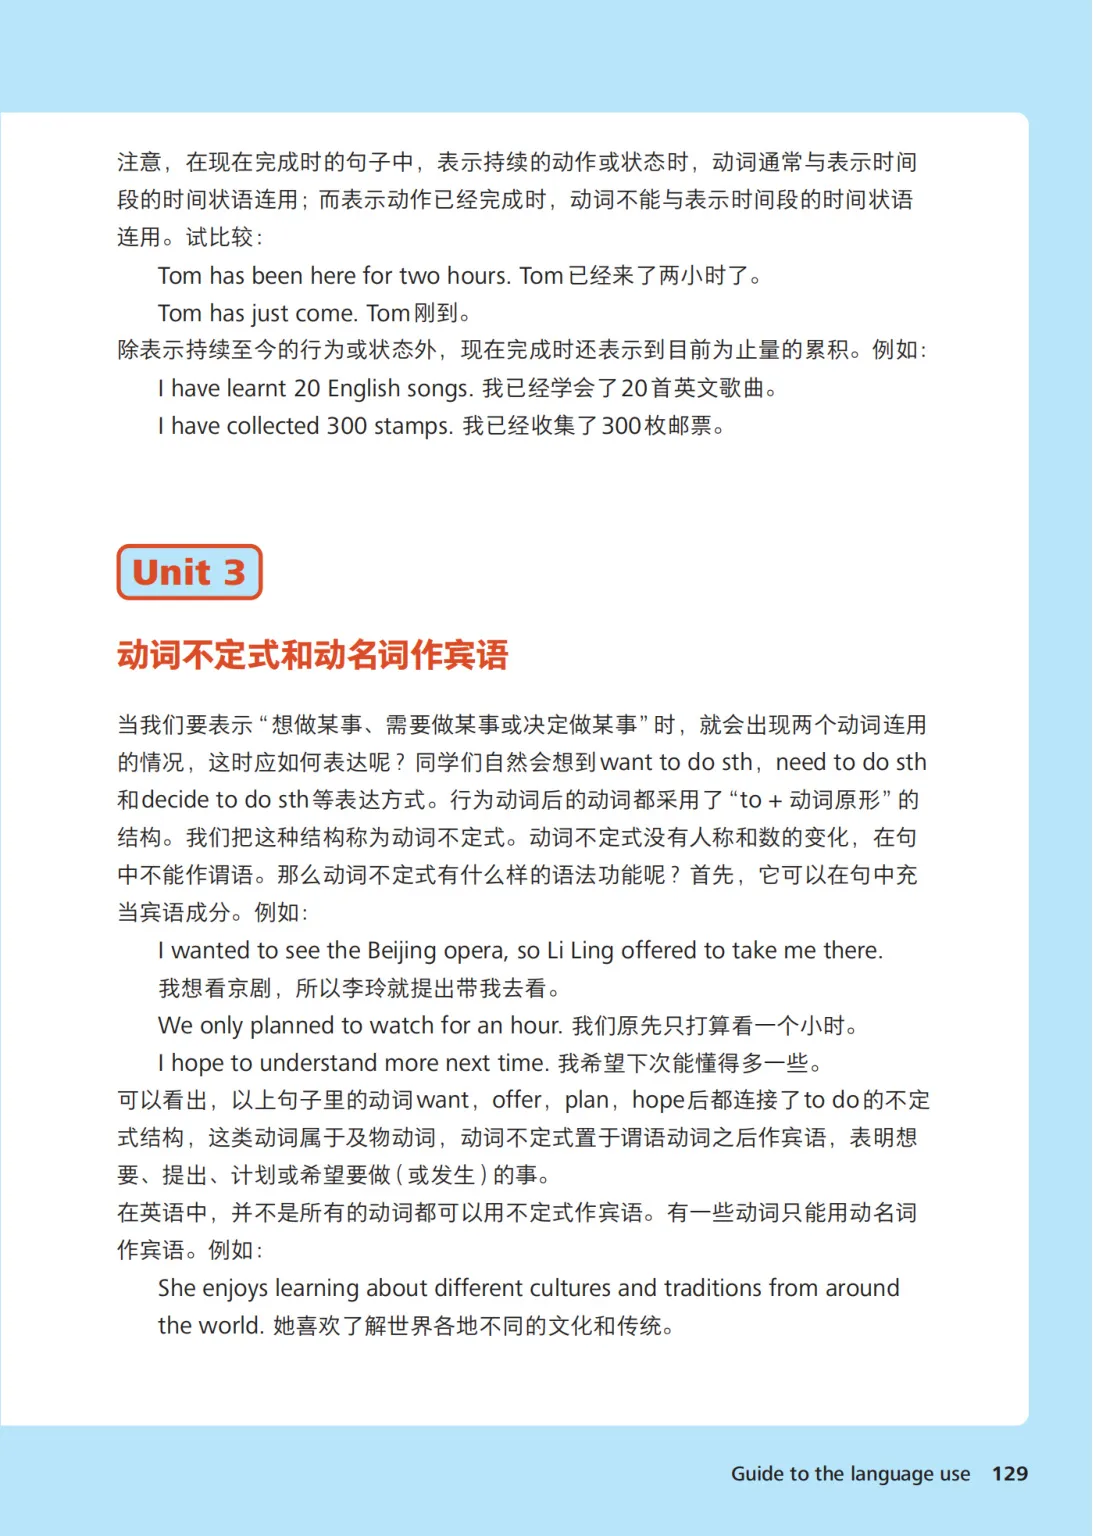 注意，在现在完成时的句子中，表示持续的动作或状态时，动词通常与表示时间
段的时间状语连用；而表示动作已经完成时，动词不能与表示时间段的时间状语
连用。试比较：
Tom has been here for two hours. Tom已经来了两小时了。
Tom has just come. Tom刚到。
除表示持续至今的行为或状态外，现在完成时还表示到目前为止量的累积。例如：
I have learnt 20 English songs. 我已经学会了20首英文歌曲。
I have collected 300 stamps. 我已经收集了300枚邮票。
Unit 3
动词不定式和动名词作宾语
当我们要表示“想做某事、需要做某事或决定做某事”时，就会出现两个动词连用
的情况，这时应如何表达呢？同学们自然会想到want to do sth，need to do sth
和decide to do sth等表达方式。行为动词后的动词都采用了“to + 动词原形”的
结构。我们把这种结构称为动词不定式。动词不定式没有人称和数的变化，在句
中不能作谓语。那么动词不定式有什么样的语法功能呢？首先，它可以在句中充
当宾语成分。例如：
I wanted to see the Beijing opera, so Li Ling offered to take me there.
我想看京剧，所以李玲就提出带我去看。
We only planned to watch for an hour. 我们原先只打算看一个小时。
I hope to understand more next time. 我希望下次能懂得多一些。
可以看出，以上句子里的动词want，offer，plan，hope后都连接了to do的不定
式结构，这类动词属于及物动词，动词不定式置于谓语动词之后作宾语，表明想
要、提出、计划或希望要做（或发生）的事。
在英语中，并不是所有的动词都可以用不定式作宾语。有一些动词只能用动名词
作宾语。例如：
She enjoys learning about different cultures and traditions from around
the world. 她喜欢了解世界各地不同的文化和传统。
Guide to the language use 129